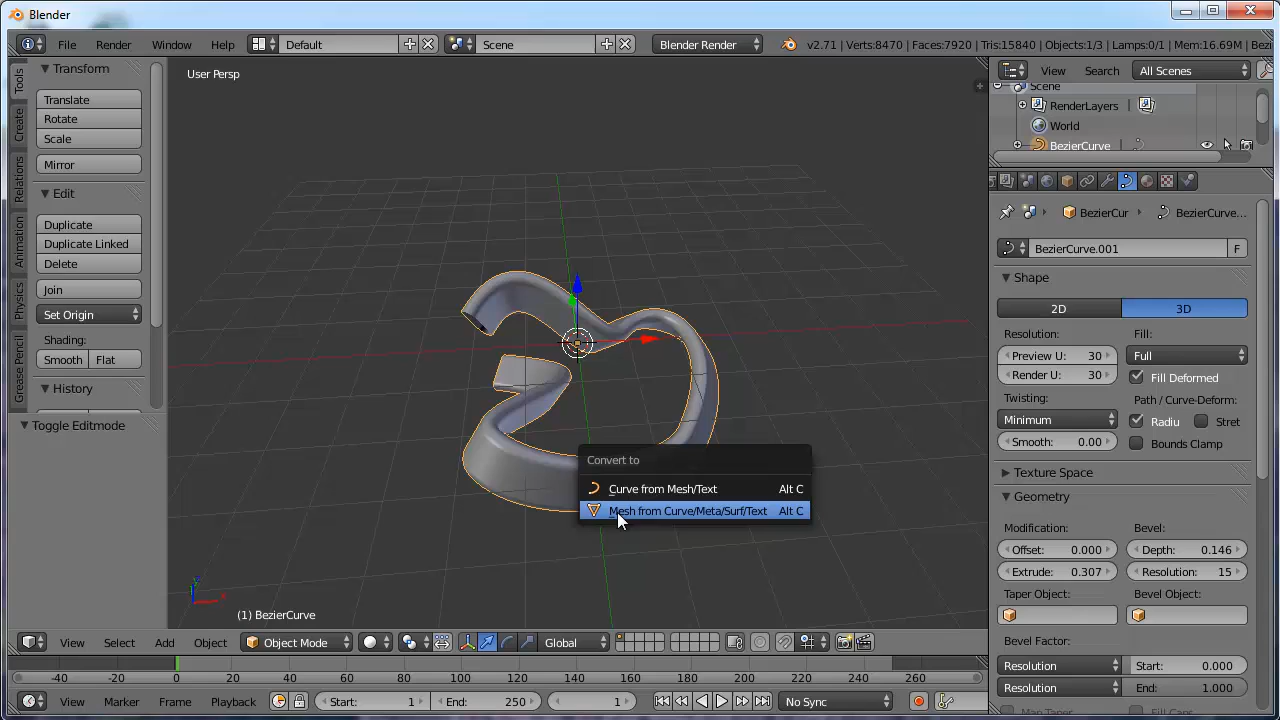 Blender
File Render Window Help Default Scene Blender Render v2.71 | Verts:8470 | Faces:7920 | Tris:15840 | Objects:1/3 | Lamps:0/1 | Mem:16.69M | Bezi
Tools
Create
Relations
Animation
Physics
Grease Pencil
Transform
Translate
Rotate
Scale
Mirror
Edit
Duplicate
Duplicate Linked
Delete
Join
Set Origin
Shading:
Smooth Flat
History
Toggle Editmode
User Persp
Convert to
Curve from Mesh/Text Alt C
Mesh from Curve/Meta/Surf/Text Alt C
(1) BezierCurve
View Select Add Object Object Mode Global
View Search All Scenes
Scene
RenderLayers
World
BezierCurve
BezierCur BezierCurve...
BezierCurve.001 F
Shape
2D 3D
Resolution: Fill:
Preview U: 30 Full
Render U: 30 Fill Deformed
Twisting: Path / Curve-Deform:
Minimum Radiu Stret
Smooth: 0.00 Bounds Clamp
Texture Space
Geometry
Modification: Bevel:
Offset: 0.000 Depth: 0.146
Extrude: 0.307 Resolution: 15
Taper Object: Bevel Object:
Bevel Factor:
Resolution Start: 0.000
Resolution End: 1.000
Map Taper Fill Caps
-40 -20 0 20 40 60 80 100 120 140 160 180 200 220 240 260
View Marker Frame Playback Start: 1 End: 250 1 No Sync